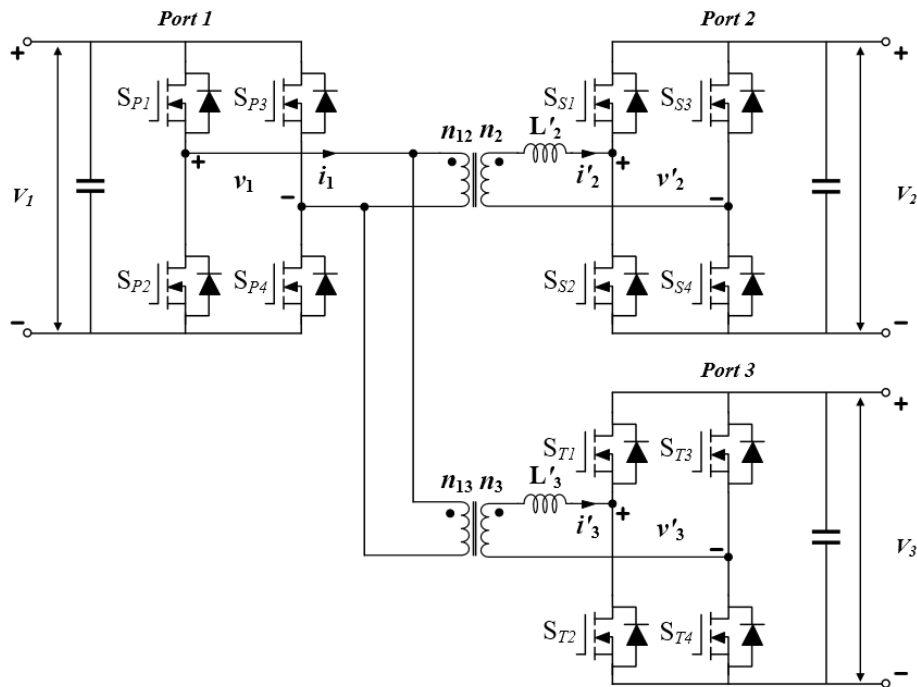 Port 1
Port 2
+
+
S_P1
S_P3
S_S1
S_S3
n_12 n_2
L'_2
+
i_1
+
V_1
v_1
i'_2
v'_2
V_2
−
−
S_P2
S_P4
S_S2
S_S4
−
−
Port 3
+
S_T1
S_T3
n_13 n_3
L'_3
+
i'_3
v'_3
−
V_3
S_T2
S_T4
−